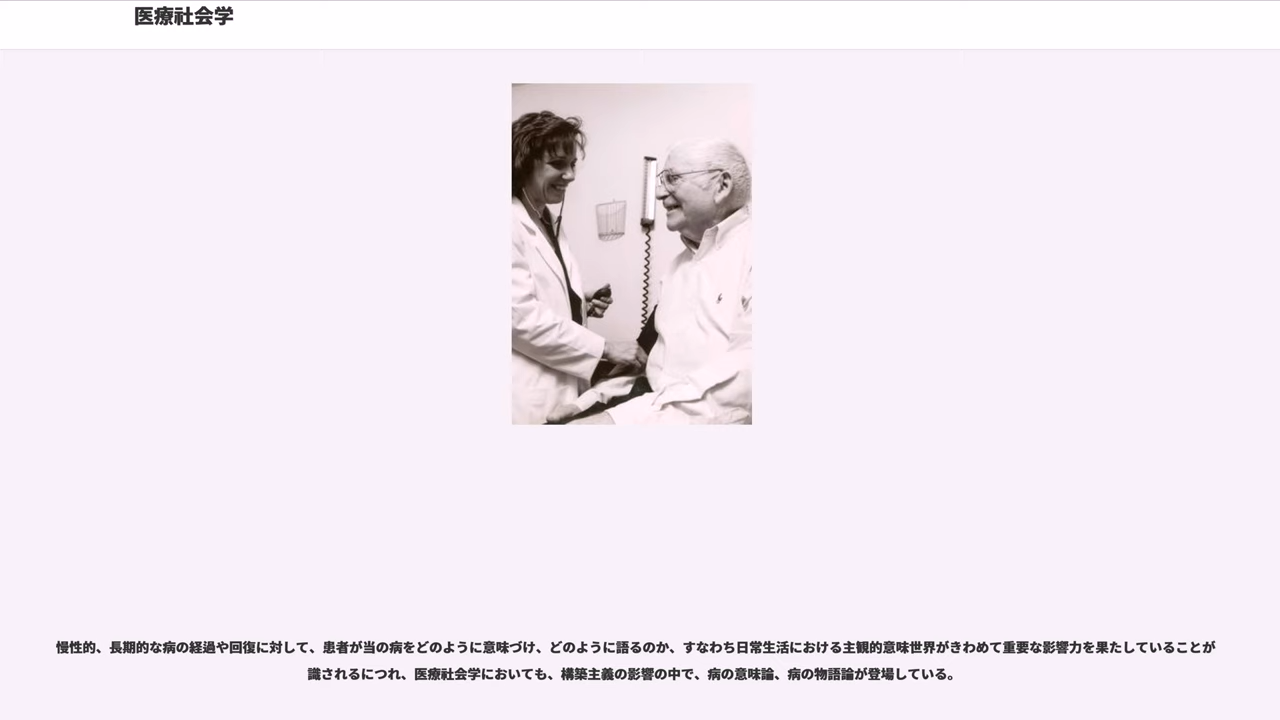 医療社会学
慢性的、長期的な病の経過や回復に対して、患者が当の病をどのように意味づけ、どのように語るのか、すなわち日常生活における主観的意味世界がきわめて重要な影響力を果たしていることが
識されるにつれ、医療社会学においても、構築主義の影響の中で、病の意味論、病の物語論が登場している。